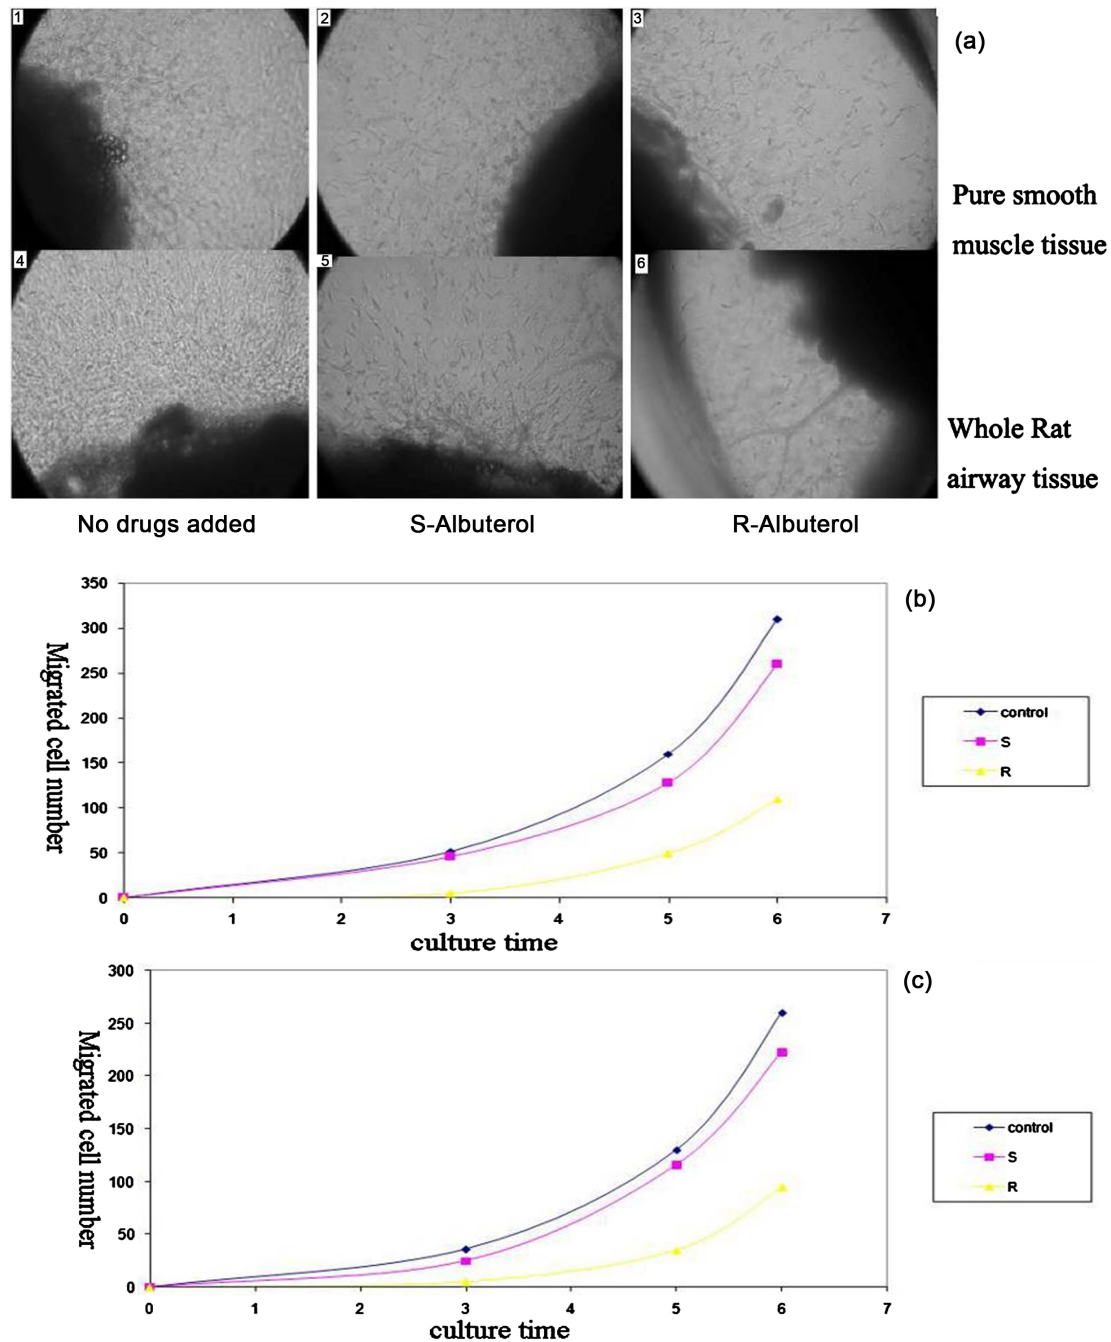 1
2
3
(a)
Pure smooth
muscle tissue
4
5
6
Whole Rat
airway tissue
No drugs added
S-Albuterol
R-Albuterol
(b)
350
300
250
200
150
100
50
0
Migrated cell number
0 1 2 3 4 5 6 7
culture time
control
S
R
(c)
300
250
200
150
100
50
0
Migrated cell number
0 1 2 3 4 5 6 7
culture time
control
S
R